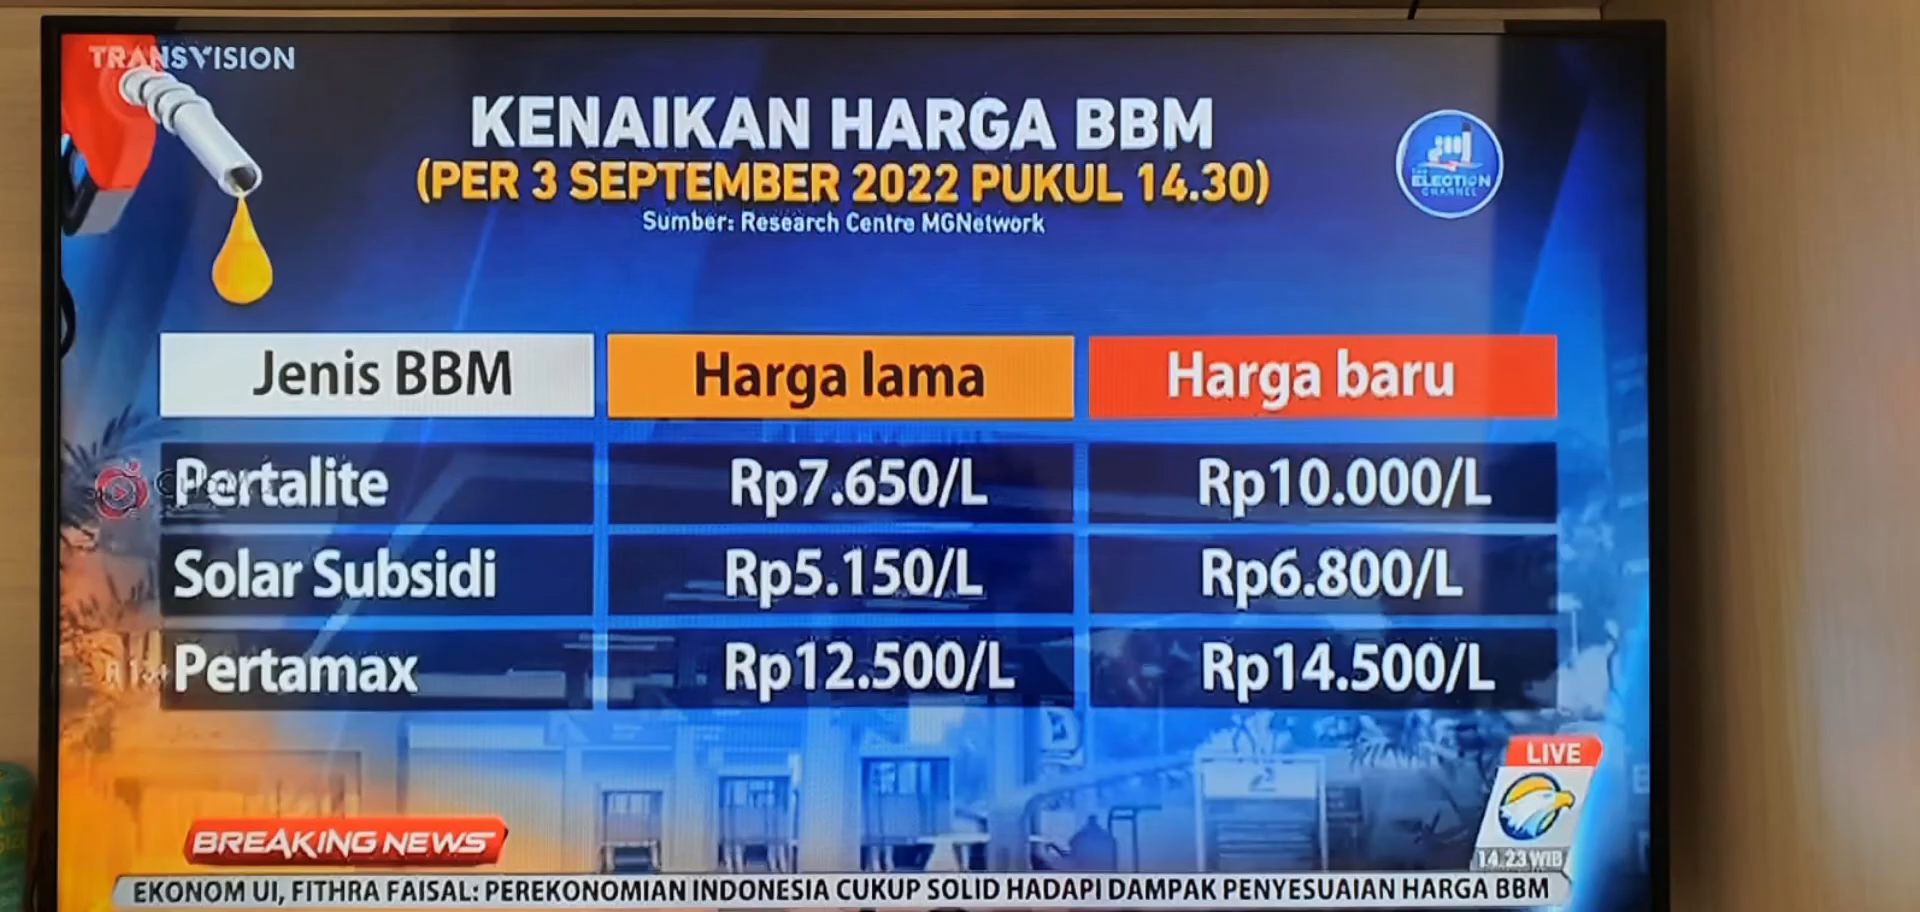 TRANSVISION
KENAIKAN HARGA BBM
(PER 3 SEPTEMBER 2022 PUKUL 14.30)
Sumber: Research Centre MGNetwork
ELECTION
CHANNEL
Jenis BBM Harga lama Harga baru
Pertalite Rp7.650/L Rp10.000/L
Solar Subsidi Rp5.150/L Rp6.800/L
Pertamax Rp12.500/L Rp14.500/L
LIVE
BREAKING NEWS
14.23 WIB
EKONOM UI, FITHRA FAISAL: PEREKONOMIAN INDONESIA CUKUP SOLID HADAPI DAMPAK PENYESUAIAN HARGA BBM